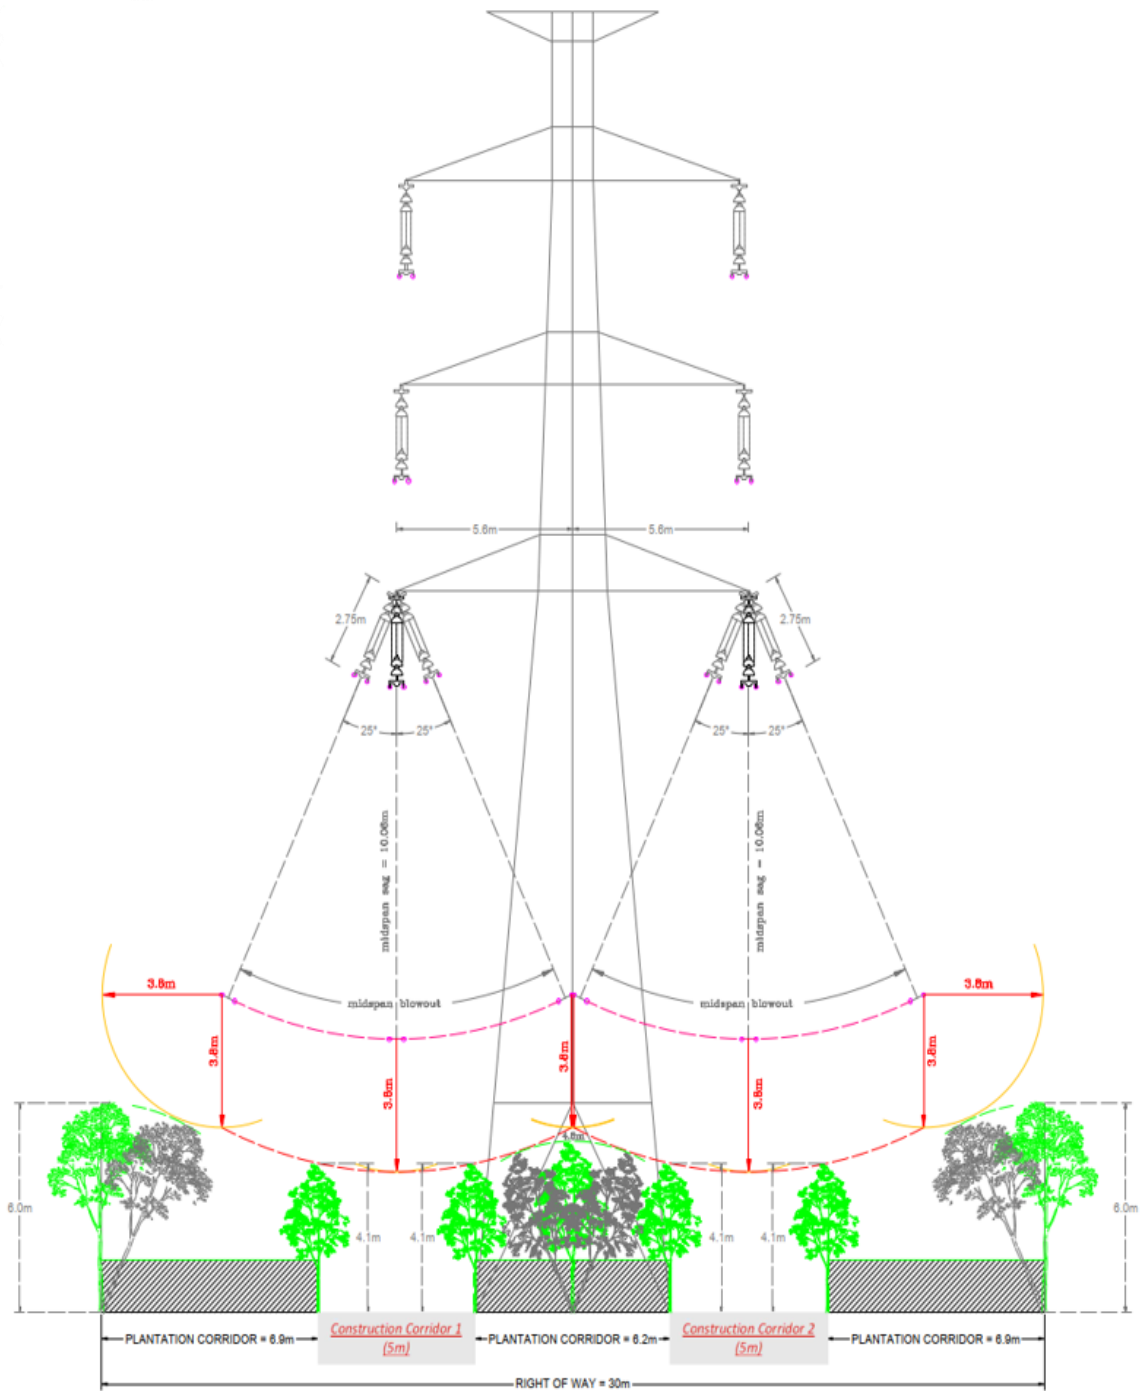 5.6m 5.6m
2.75m 2.75m
25° 25° 25° 25°
midspan sag = 10.06m
midspan sag = 10.06m
3.8m 3.8m
midspan blowout midspan blowout
3.8m 3.8m 3.8m
3.8m 3.8m
6.0m 6.0m
4.1m 4.1m 4.1m 4.1m
PLANTATION CORRIDOR = 6.9m
Construction Corridor 1
(5m)
PLANTATION CORRIDOR = 6.2m
Construction Corridor 2
(5m)
PLANTATION CORRIDOR = 6.9m
RIGHT OF WAY = 30m